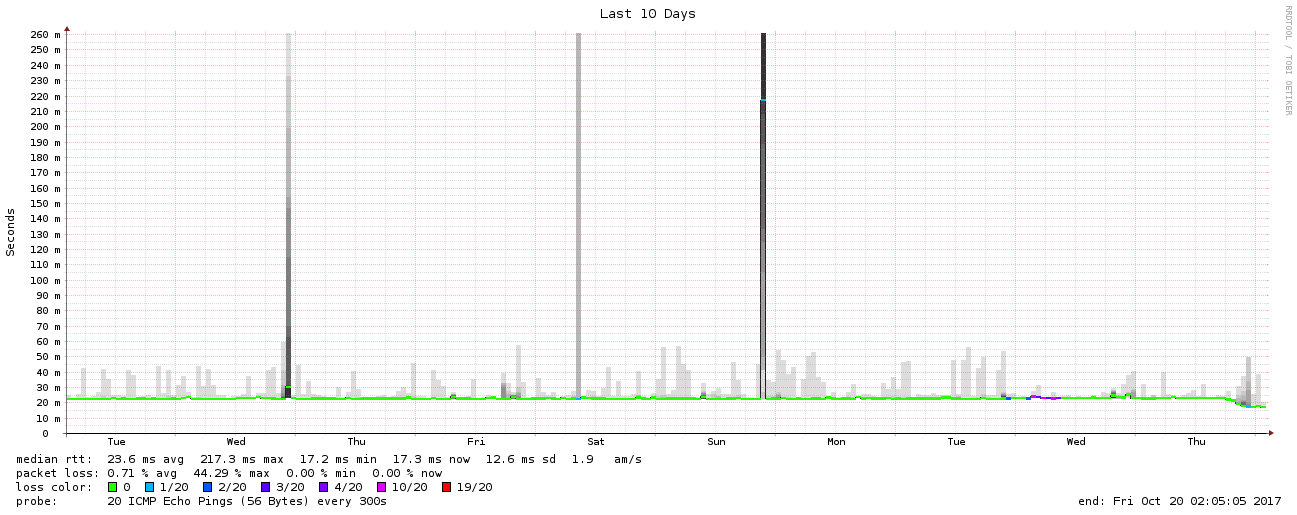 Last 10 Days
RRDTOOL / TOBI OETIKER
Seconds
260 m
250 m
240 m
230 m
220 m
210 m
200 m
190 m
180 m
170 m
160 m
150 m
140 m
130 m
120 m
110 m
100 m
90 m
80 m
70 m
60 m
50 m
40 m
30 m
20 m
10 m
0
Tue Wed Thu Fri Sat Sun Mon Tue Wed Thu
median rtt: 23.6 ms avg 217.3 ms max 17.2 ms min 17.3 ms now 12.6 ms sd 1.9 am/s
packet loss: 0.71 % avg 44.29 % max 0.00 % min 0.00 % now
loss color: 0 1/20 2/20 3/20 4/20 10/20 19/20
probe: 20 ICMP Echo Pings (56 Bytes) every 300s end: Fri Oct 20 02:05:05 2017